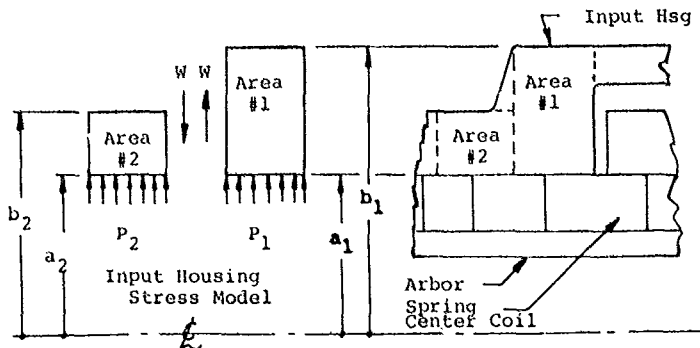 Input Hsg
W W
Area
#1
Area
#2
Area
#1
Area
#2
b2
a2
P2
P1
a1
b1
Input Housing
Stress Model
Arbor
Spring
Center Coil